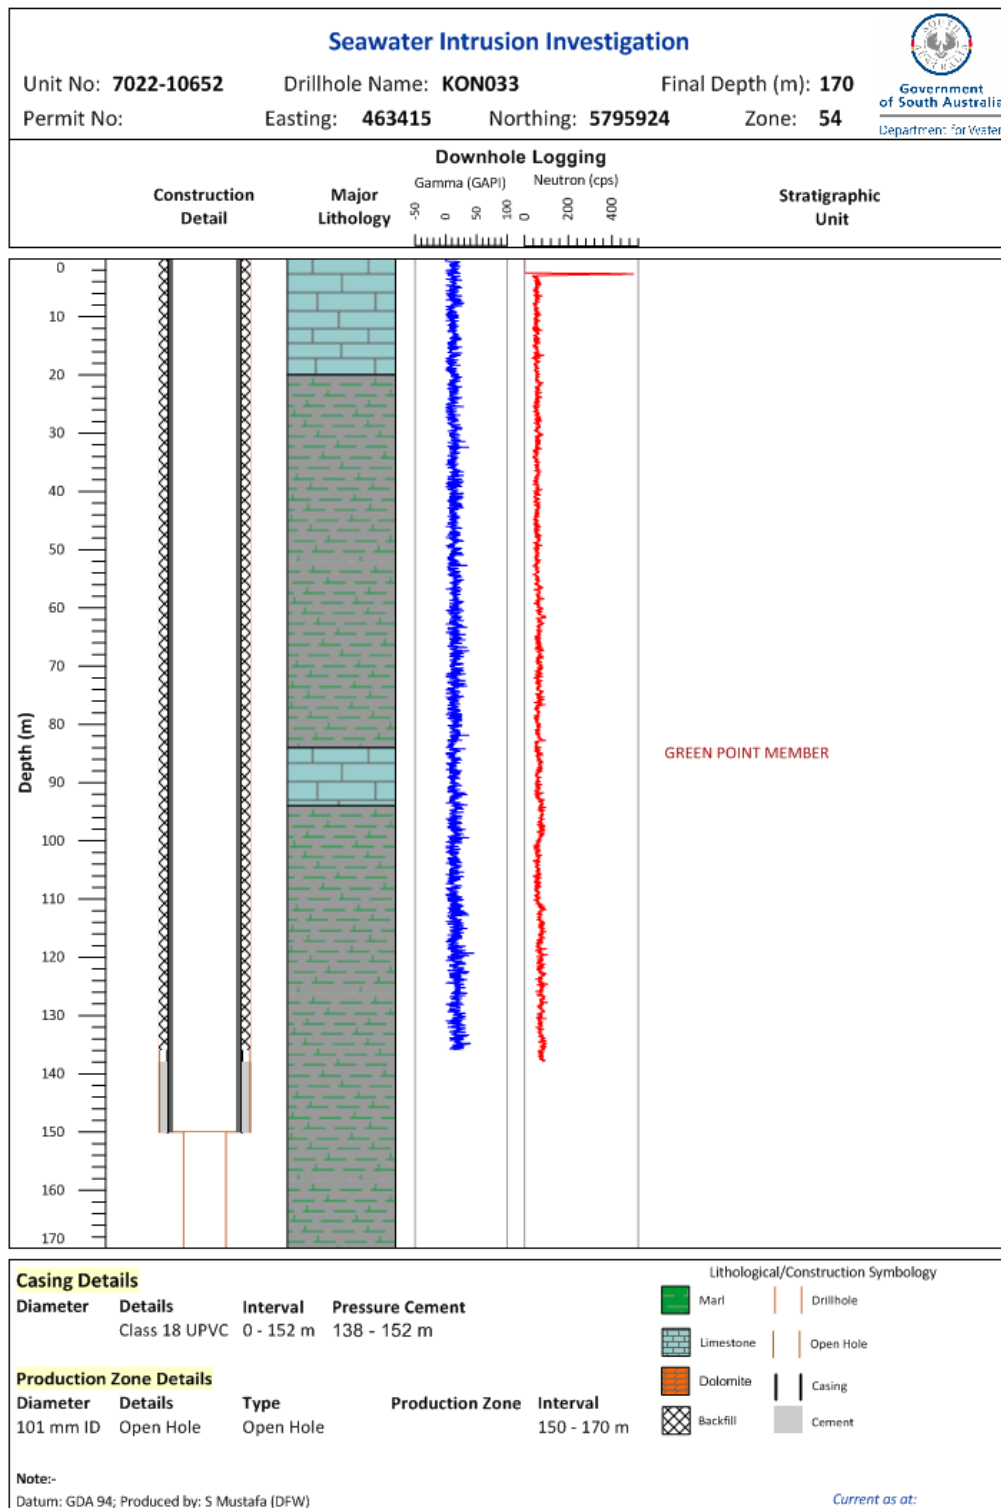 Seawater Intrusion Investigation
Unit No: 7022-10652 Drillhole Name: KON033 Final Depth (m): 170
Permit No: Easting: 463415 Northing: 5795924 Zone: 54
Government
of South Australia
Department for Water
Downhole Logging
Construction Detail
Major Lithology
Gamma (GAPI)
-50 0 50 100
Neutron (cps)
0 200 400
Stratigraphic Unit
Depth (m)
0
10
20
30
40
50
60
70
80
90
100
110
120
130
140
150
160
170
GREEN POINT MEMBER
Casing Details
Diameter Details Interval Pressure Cement
Class 18 UPVC 0 - 152 m 138 - 152 m
Production Zone Details
Diameter Details Type Production Zone Interval
101 mm ID Open Hole Open Hole 150 - 170 m
Lithological/Construction Symbology
Marl Drillhole
Limestone Open Hole
Dolomite Casing
Backfill Cement
Note:-
Datum: GDA 94; Produced by: S Mustafa (DFW)
Current as at: